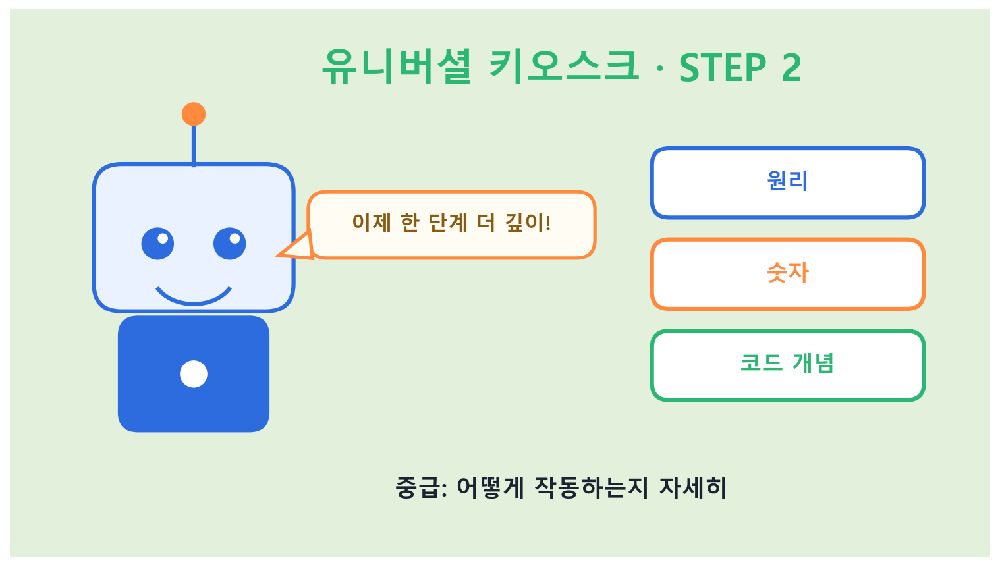 유니버셜 키오스크 · STEP 2
이제 한 단계 더 깊이!
원리
숫자
코드 개념
중급: 어떻게 작동하는지 자세히